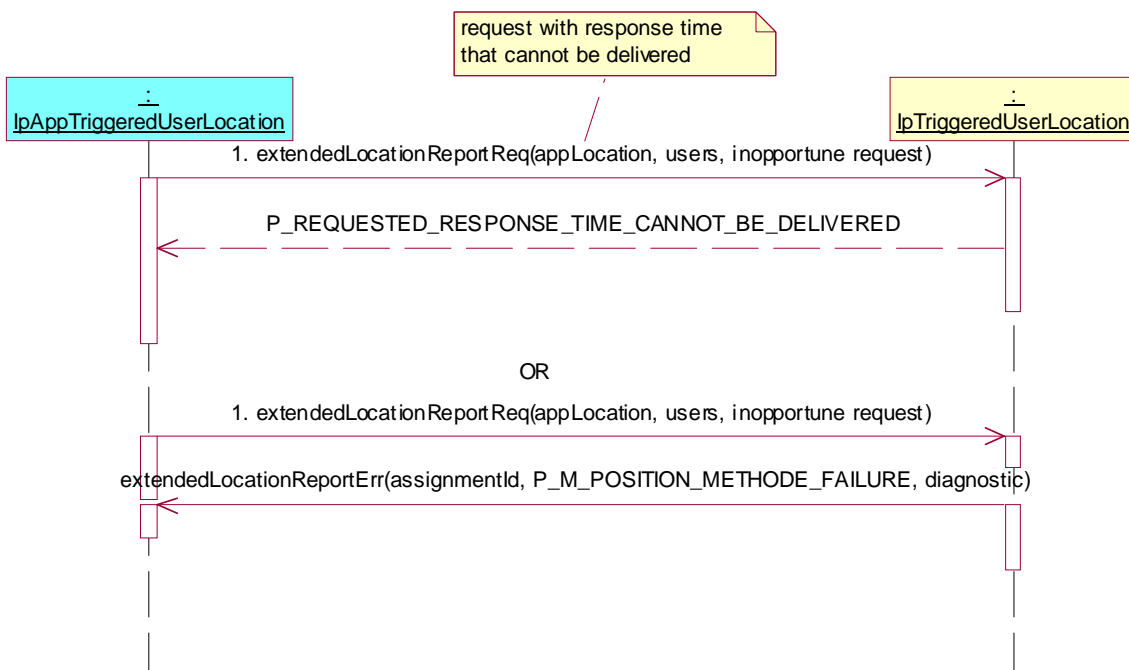 request with response time
that cannot be delivered
:
IpAppTriggeredUserLocation
:
IpTriggeredUserLocation
1. extendedLocationReportReq(appLocation, users, inopportune request)
P_REQUESTED_RESPONSE_TIME_CANNOT_BE_DELIVERED
OR
1. extendedLocationReportReq(appLocation, users, inopportune request)
extendedLocationReportErr(assignmentId, P_M_POSITION_METHODE_FAILURE, diagnostic)